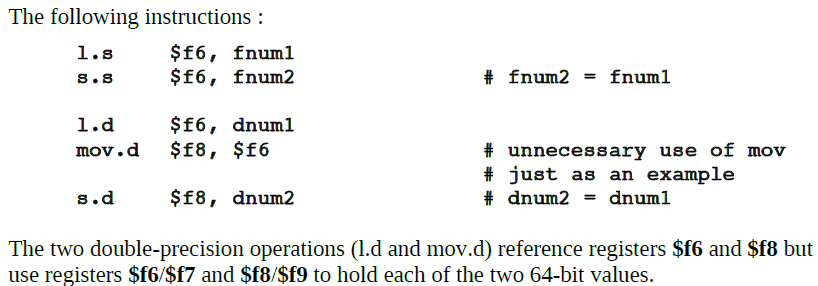 The following instructions :
l.s $f6, fnum1
s.s $f6, fnum2 # fnum2 = fnum1
l.d $f6, dnum1
mov.d $f8, $f6 # unnecessary use of mov
# just as an example
s.d $f8, dnum2 # dnum2 = dnum1
The two double-precision operations (l.d and mov.d) reference registers $f6 and $f8 but
use registers $f6/$f7 and $f8/$f9 to hold each of the two 64-bit values.